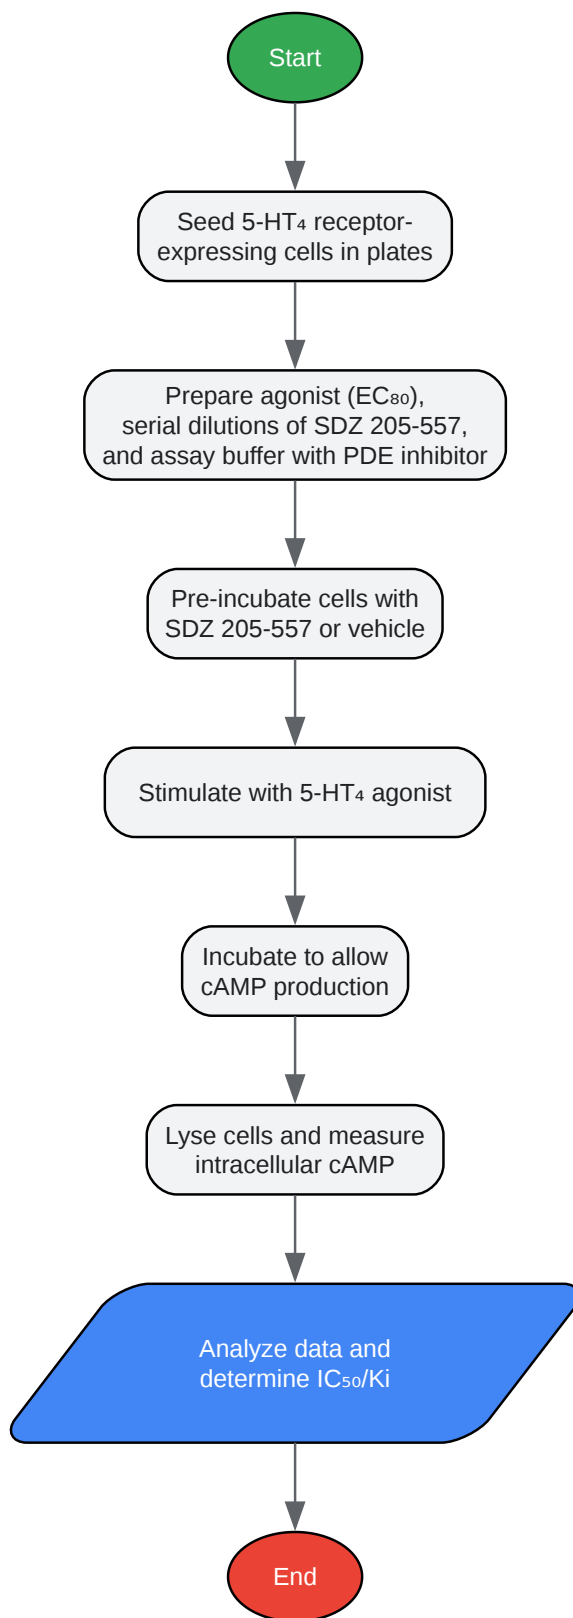 Start
Seed 5-HT₄ receptor-
expressing cells in plates
Prepare agonist (EC₈₀),
serial dilutions of SDZ 205-557,
and assay buffer with PDE inhibitor
Pre-incubate cells with
SDZ 205-557 or vehicle
Stimulate with 5-HT₄ agonist
Incubate to allow
cAMP production
Lyse cells and measure
intracellular cAMP
Analyze data and
determine IC₅₀/Ki
End